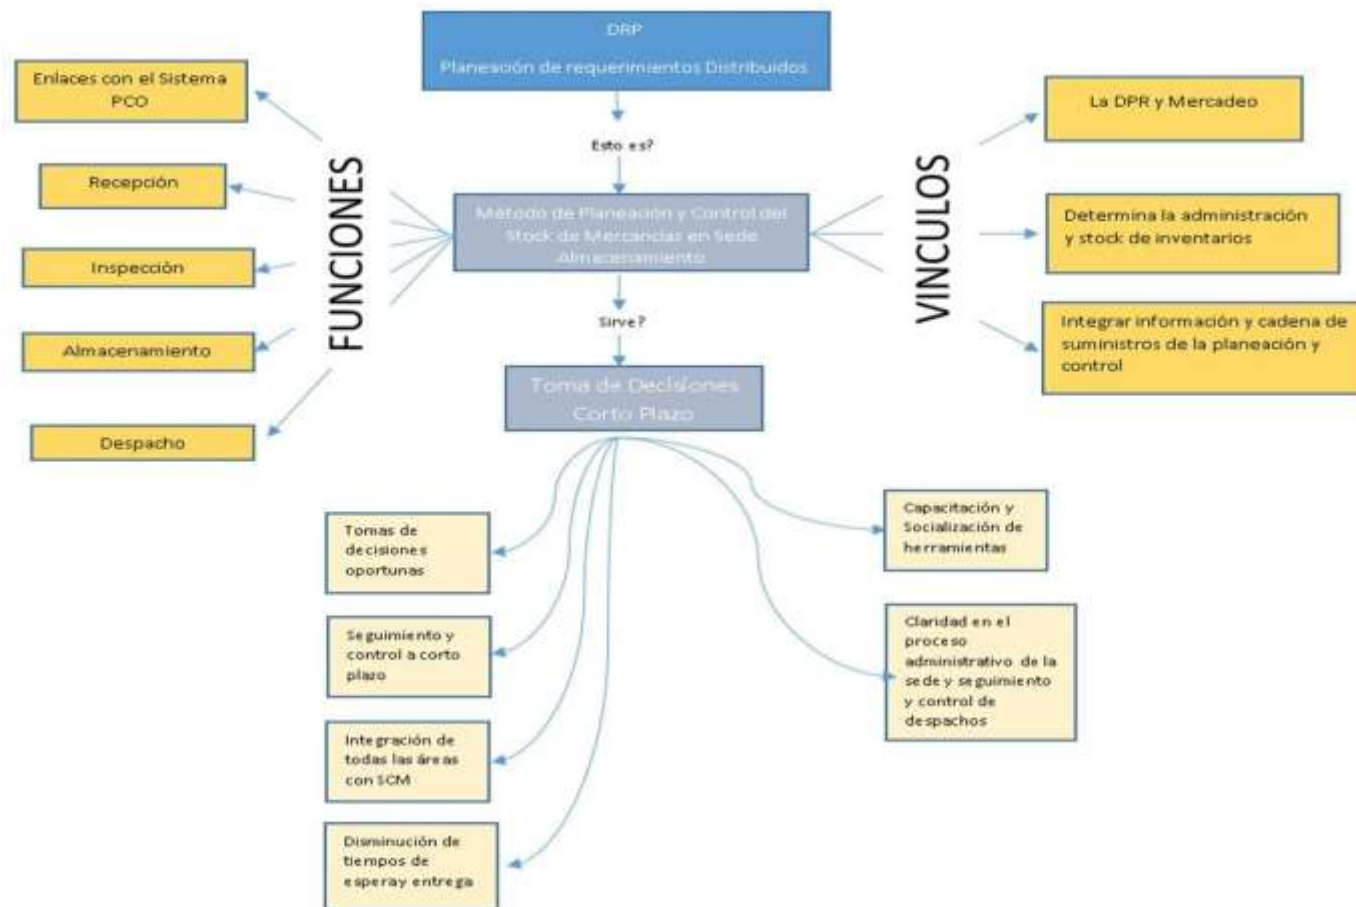 DRP
Planeación de requerimientos Distribuidos
Esto es?
Método de Planeación y Control del
Stock de Mercancías en Sede
Almacenamiento
Sirve?
Toma de Decisiones
Corto Plazo
FUNCIONES
Enlaces con el Sistema
PCO
Recepción
Inspección
Almacenamiento
Despacho
VINCULOS
La DPR y Mercadeo
Determina la administración
y stock de inventarios
Integrar información y cadena de
suministros de la planeación y
control
Tomas de
decisiones
oportunas
Seguimiento y
control a corto
plazo
Integración de
todas las áreas
con SCM
Disminución de
tiempos de
espera y entrega
Capacitación y
Socialización de
herramientas
Claridad en el
proceso
administrativo de la
sede y seguimiento
y control de
despachos